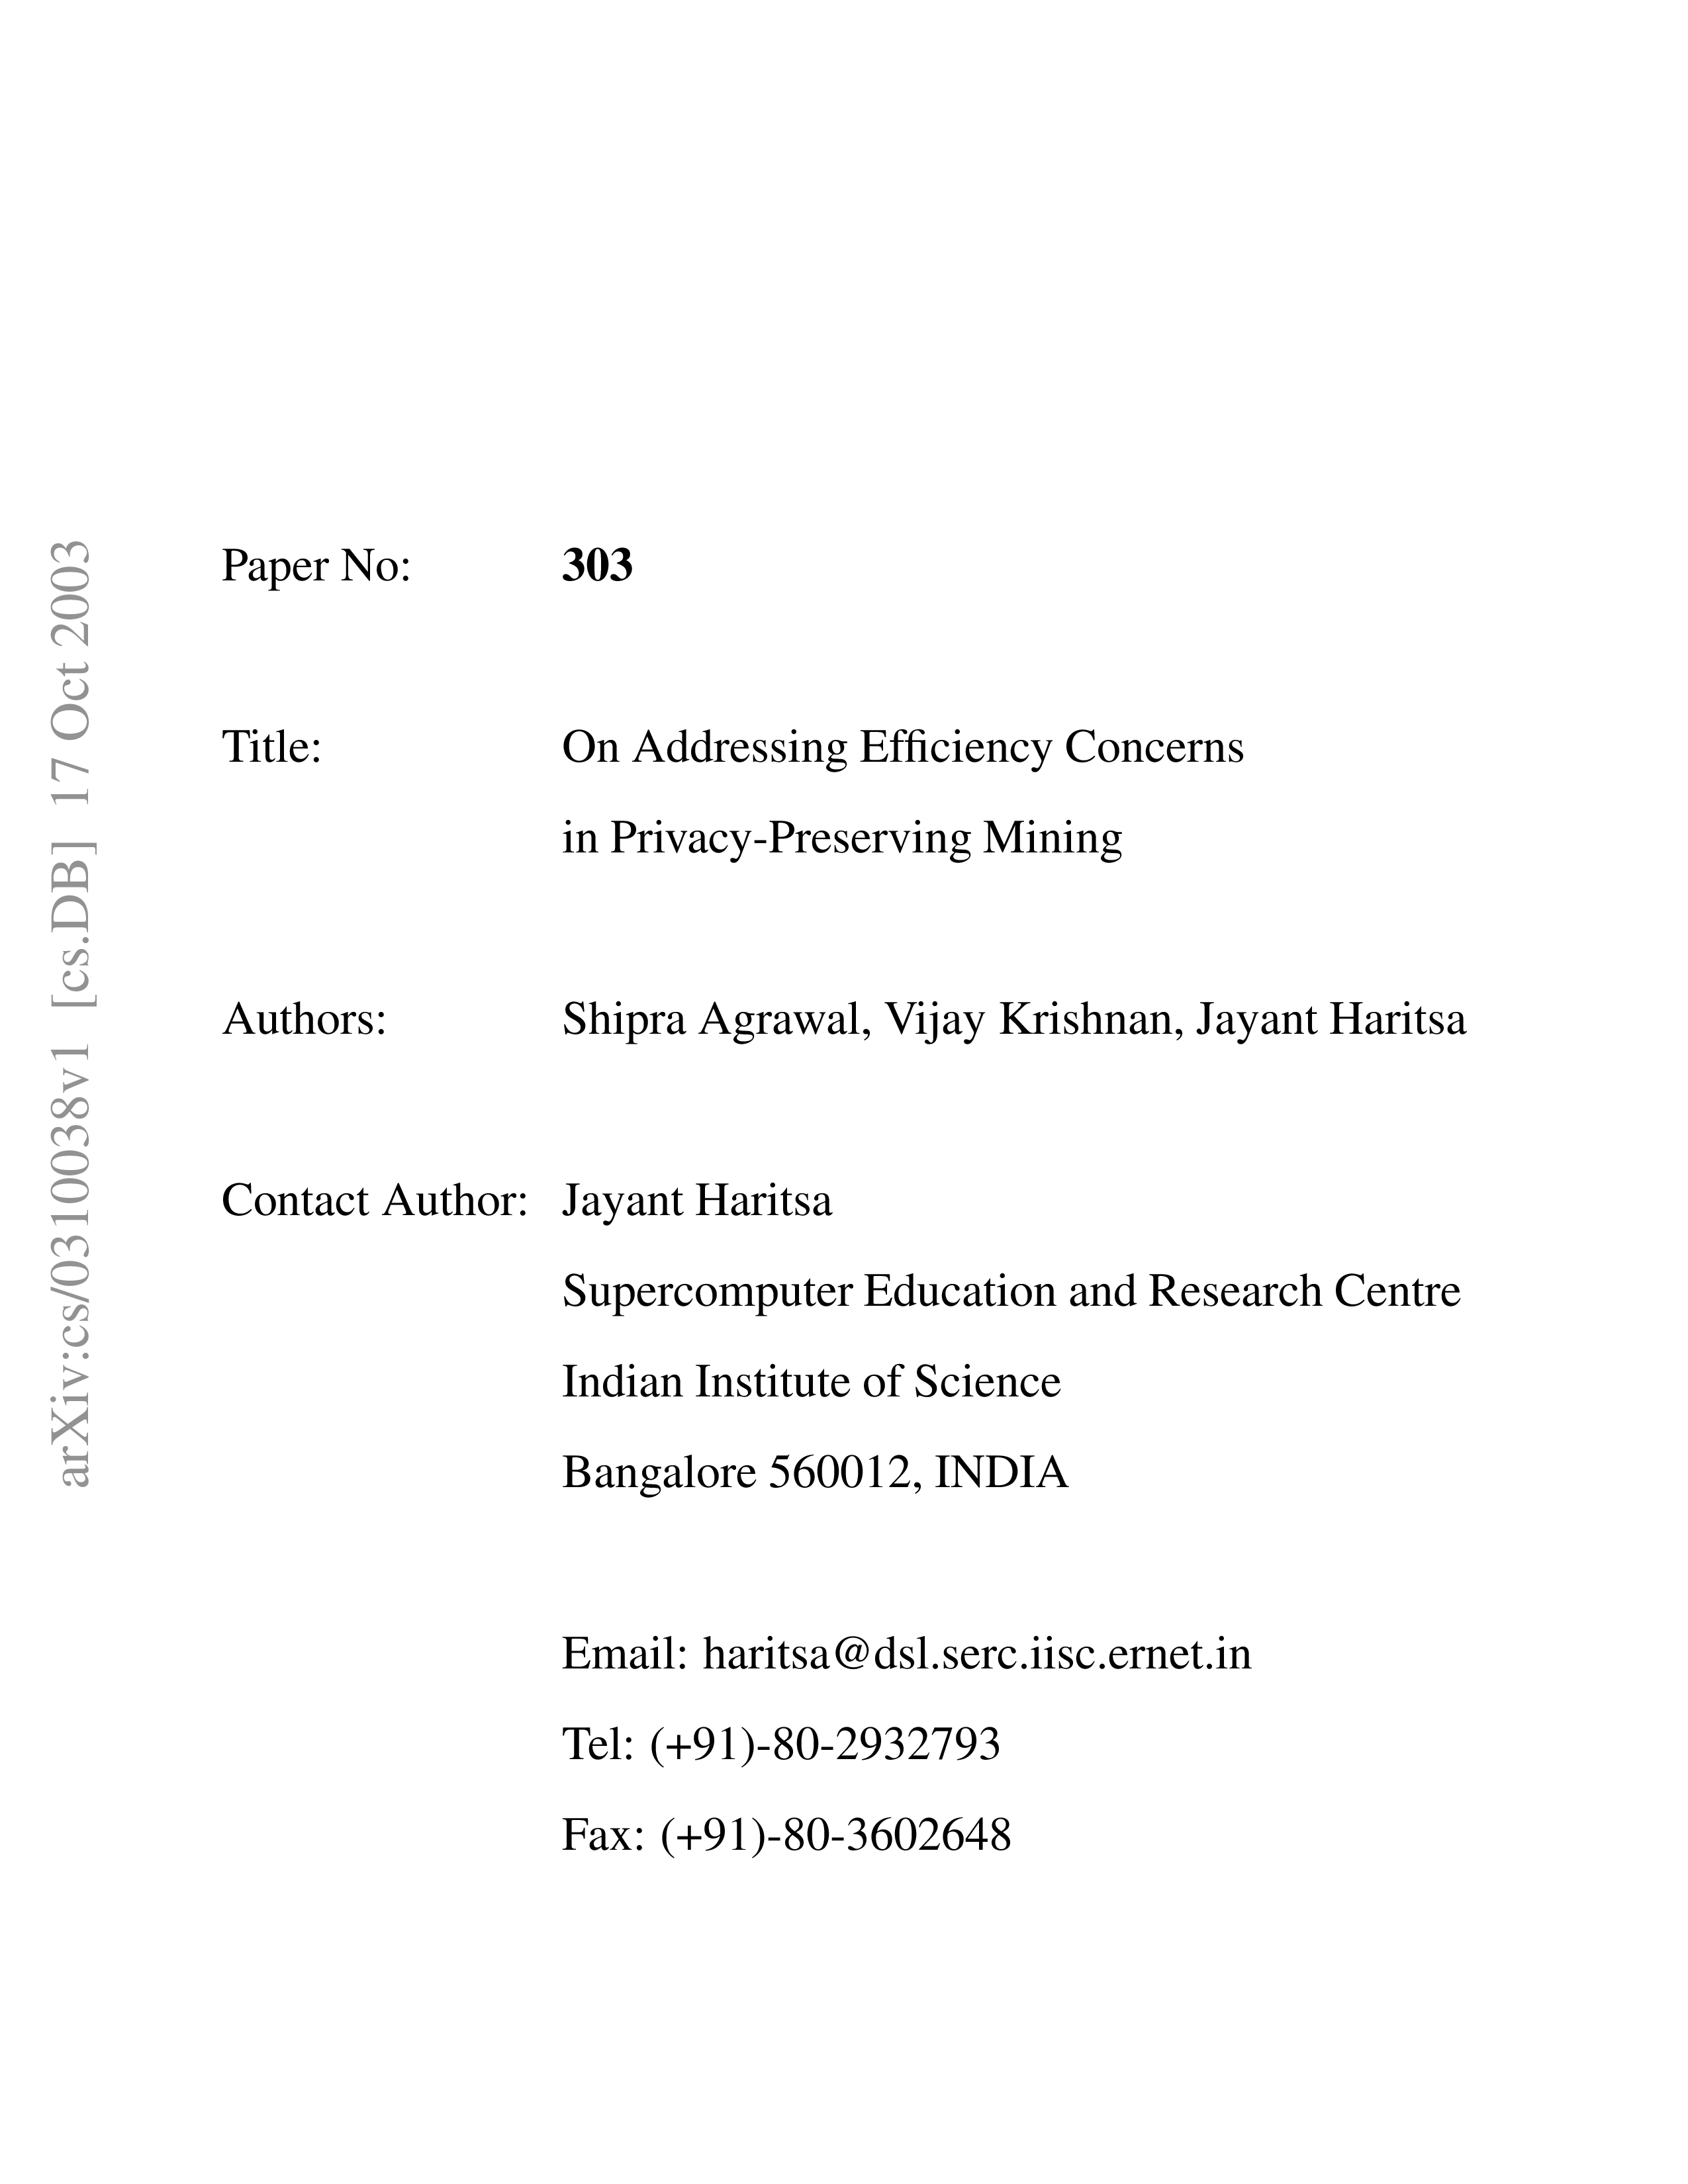 arXiv:cs/0310038v1 [cs.DB] 17 Oct 2003
Paper No: 303
Title: On Addressing Efficiency Concerns
in Privacy-Preserving Mining
Authors: Shipra Agrawal, Vijay Krishnan, Jayant Haritsa
Contact Author: Jayant Haritsa
Supercomputer Education and Research Centre
Indian Institute of Science
Bangalore 560012, INDIA
Email: haritsa@dsl.serc.iisc.ernet.in
Tel: (+91)-80-2932793
Fax: (+91)-80-3602648